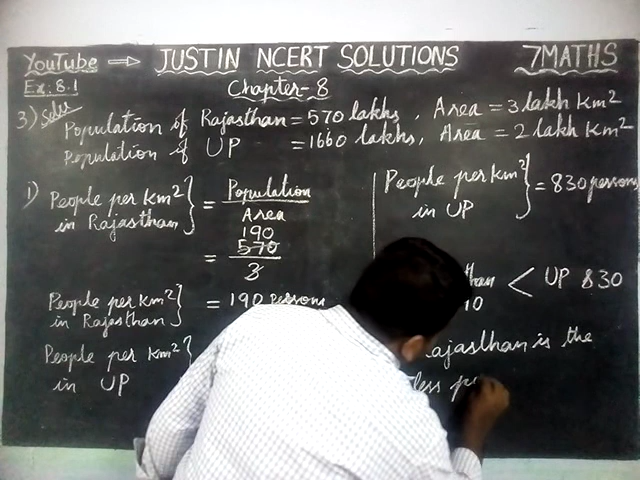 YouTube ⇒ JUSTIN NCERT SOLUTIONS 7MATHS
Ex: 8.1 Chapter-8
3) Soln
Population of Rajasthan = 570 lakhs, Area = 3 lakh Km²
Population of UP = 1660 lakhs, Area = 2 lakh Km²
1) People per Km² } in Rajasthan = Population
Area
190
= 570
3
People per Km² } in Rajasthan = 190 persons
People per Km² }
in UP
People per Km² } in UP = 830 persons
< UP 830
ajasthan is the
less